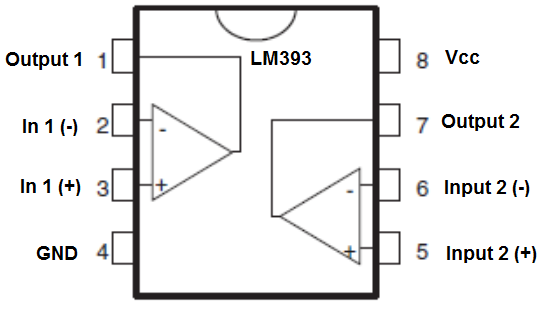 Output 1 1 LM393 8 Vcc
In 1 (-) 2 - 7 Output 2
In 1 (+) 3 + - 6 Input 2 (-)
GND 4 + 5 Input 2 (+)